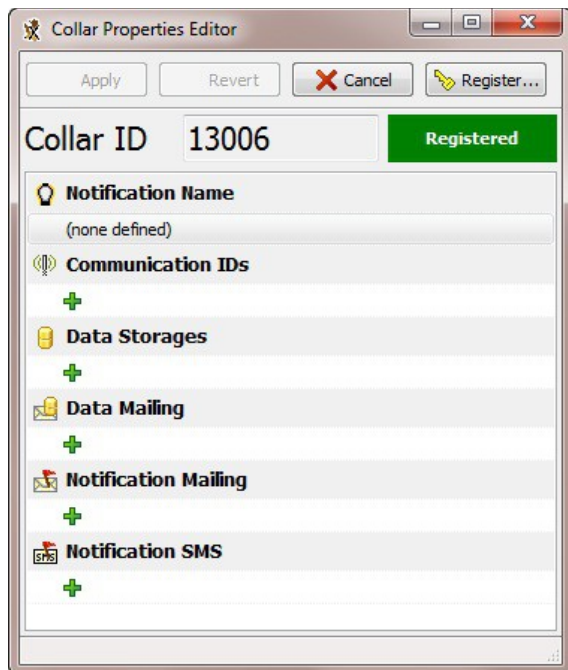 Collar Properties Editor
Apply Revert Cancel Register...
Collar ID 13006 Registered
Notification Name
(none defined)
Communication IDs
Data Storages
Data Mailing
Notification Mailing
SMS Notification SMS